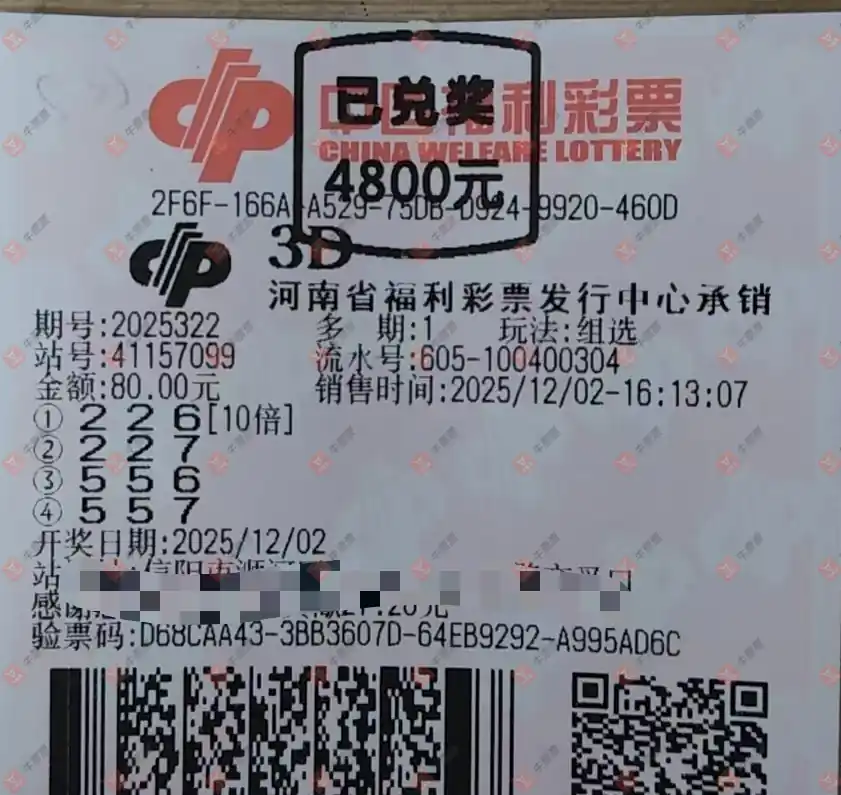 已兑奖
4800元
中国福利彩票
CHINA WELFARE LOTTERY
2F6F-166A-A529-75DB-D924-9920-460D
3D
河南省福利彩票发行中心承销
期号:2025322 多 期:1 玩法:组选
站号:41157099 流水号:605-100400304
金额:80.00元 销售时间:2025/12/02-16:13:07
① 2 2 6[10倍]
② 2 2 7
③ 5 5 6
④ 5 5 7
开奖日期:2025/12/02
站
感谢
验票码:D68CAA43-3BB3607D-64EB9292-A995AD6C